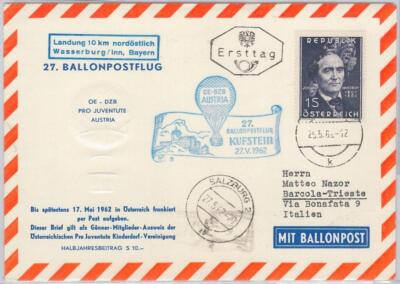 Landung 10 km nordöstlich
Wasserburg/Inn, Bayern
27. BALLONPOSTFLUG
OE - DZB
PRO JUVENTUTE
AUSTRIA
Ersttag
OE-DZB
AUSTRIA
27.
BALLONPOSTFLUG
KUFSTEIN
27.V.1962
REPUBLIK
1S
ÖSTERREICH
k
SALZBURG 2
Herrn
Matteo Nazor
Barcola-Trieste
Via Bonafata 9
Italien
MIT BALLONPOST
Bis spätestens 17. Mai 1962 in Österreich frankiert
per Post aufgeben.
Dieser Brief gilt als Gönner-Mitglieder-Ausweis der
Österreichischen Pro Juventute Kinderdorf-Vereinigung
HALBJAHRESBEITRAG S 10.—